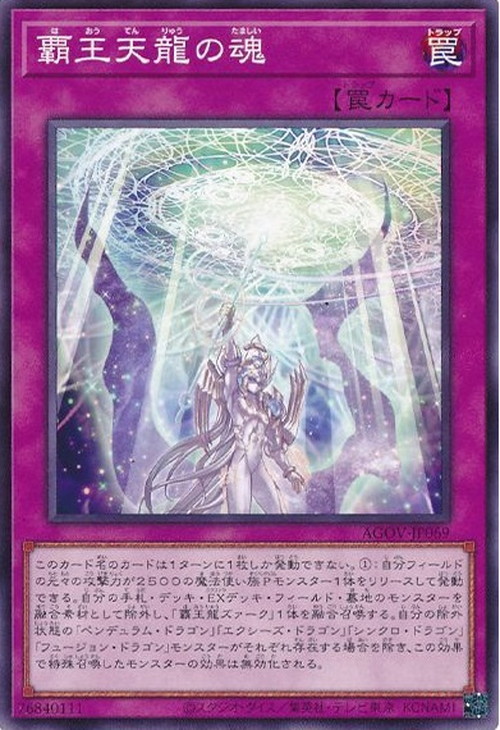 覇王天龍の魂
罠
【罠カード】
AGOV-JP069
このカード名のカードは1ターンに1枚しか発動できない。①:自分フィールド
の元々の攻撃力が2500の魔法使い族Pモンスター1体をリリースして発動
できる。自分の手札・デッキ・EXデッキ・フィールド・墓地のモンスターを
融合素材として除外し、「覇王龍ズァーク」1体を融合召喚する。自分の除外
状態の「ペンデュラム・ドラゴン」「エクシーズ・ドラゴン」「シンクロ・ドラゴン」
「フュージョン・ドラゴン」モンスターがそれぞれ存在する場合を除き、この効果
で特殊召喚したモンスターの効果は無効化される。
76840111 ©スタジオ・ダイス/集英社・テレビ東京・KONAMI